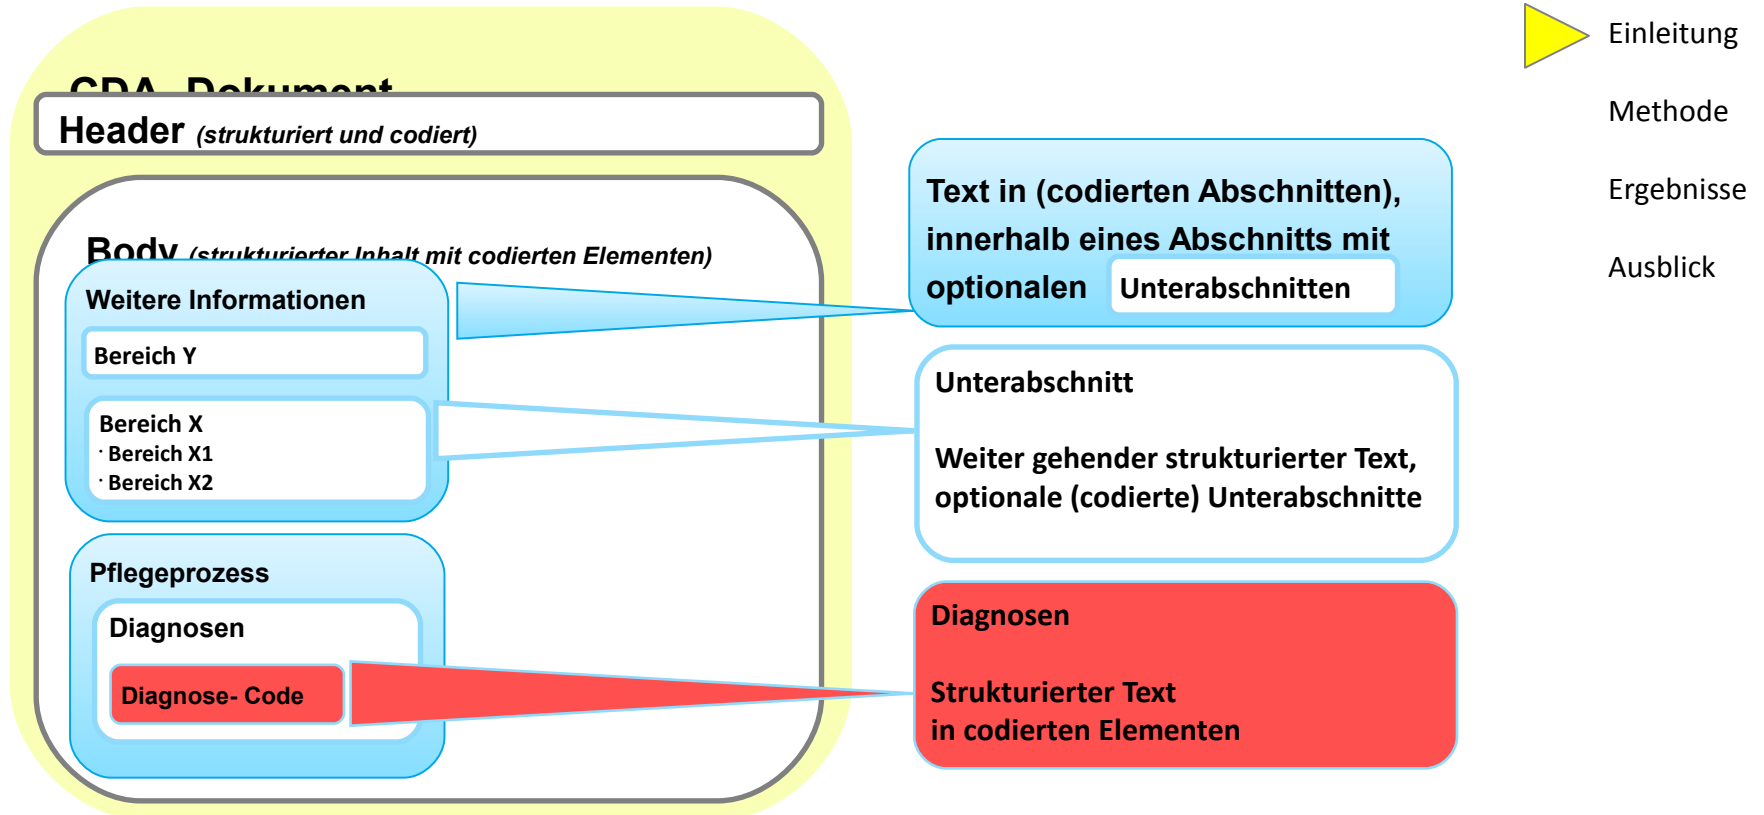 CDA- Dokument
Header (strukturiert und codiert)
Body (strukturierter Inhalt mit codierten Elementen)
Weitere Informationen
Bereich Y
Bereich X
· Bereich X1
· Bereich X2
Pflegeprozess
Diagnosen
Diagnose- Code
Text in (codierten Abschnitten),
innerhalb eines Abschnitts mit
optionalen Unterabschnitten
Unterabschnitt
Weiter gehender strukturierter Text,
optionale (codierte) Unterabschnitte
Diagnosen
Strukturierter Text
in codierten Elementen
Einleitung
Methode
Ergebnisse
Ausblick